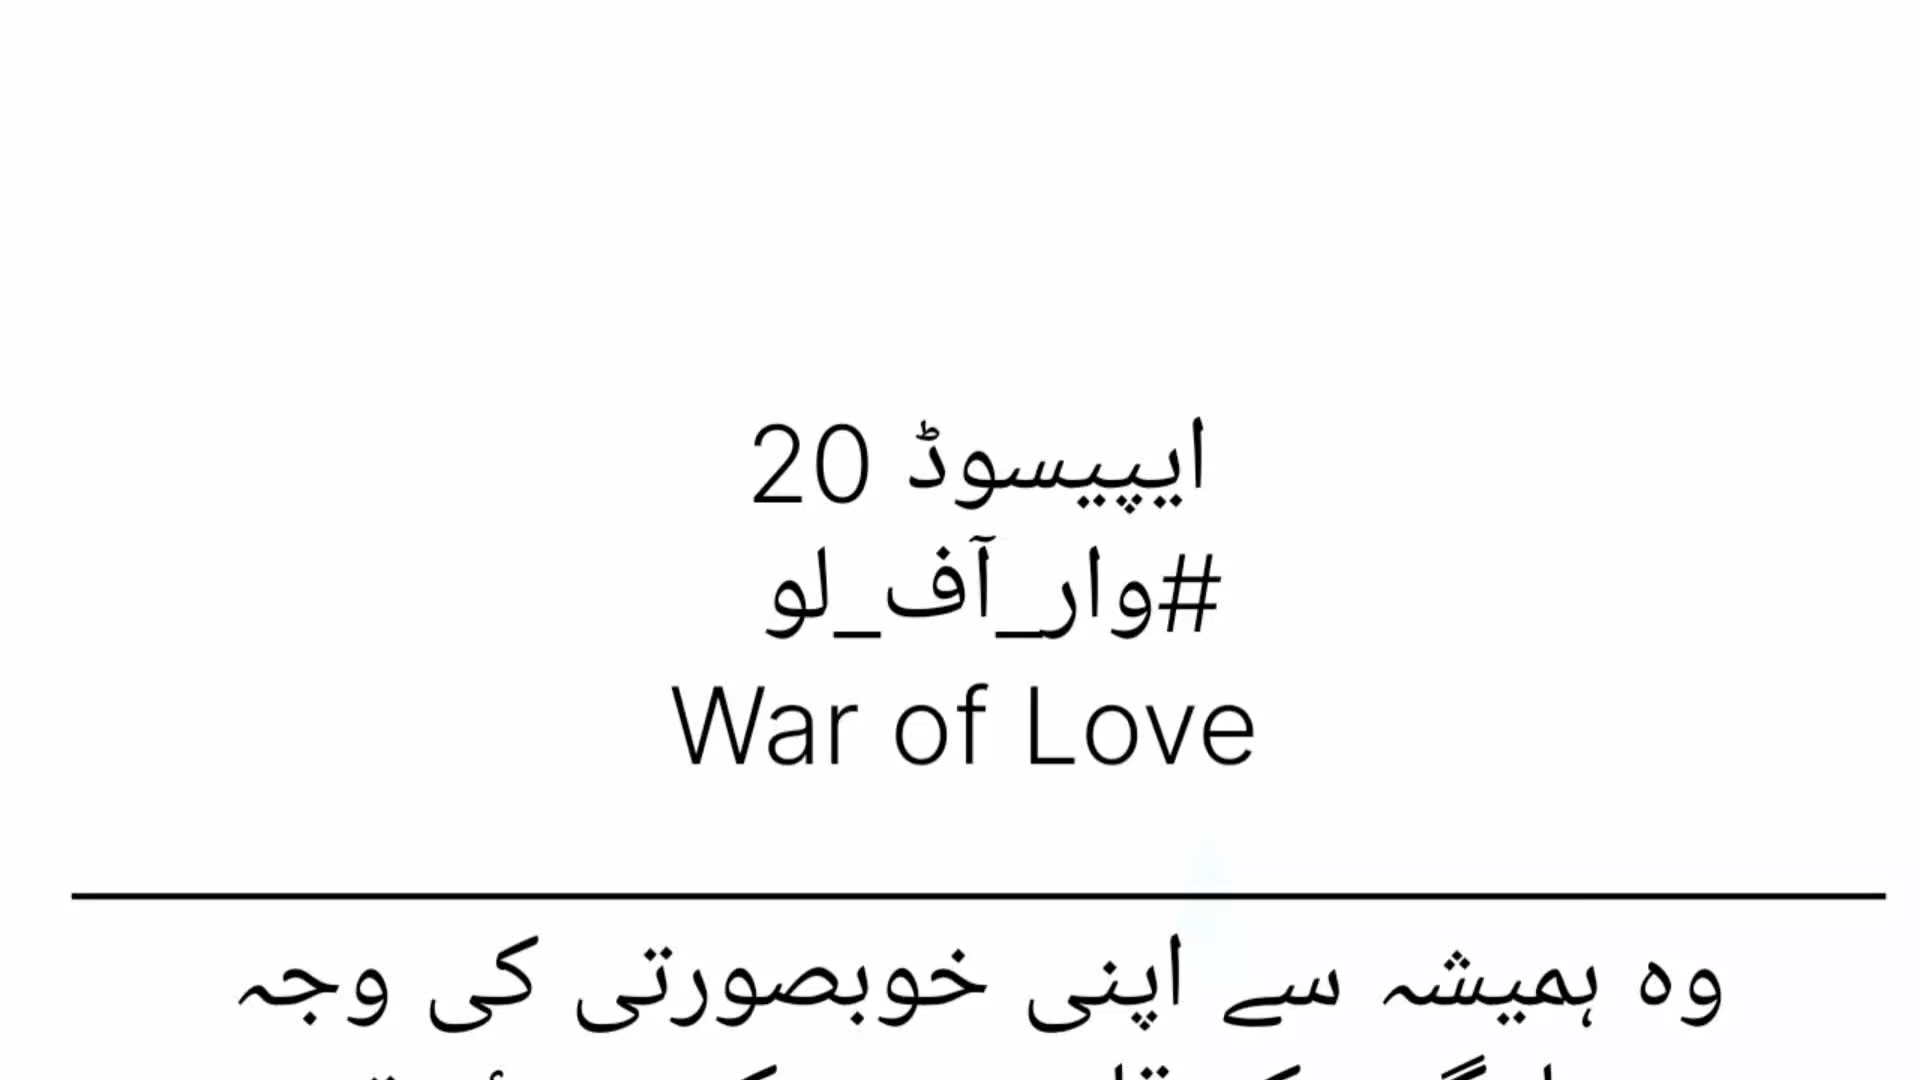 ایپیسوڈ 20
#وار_آف_لو
War of Love
وہ ہمیشہ سے اپنی خوبصورتی کی وجہ